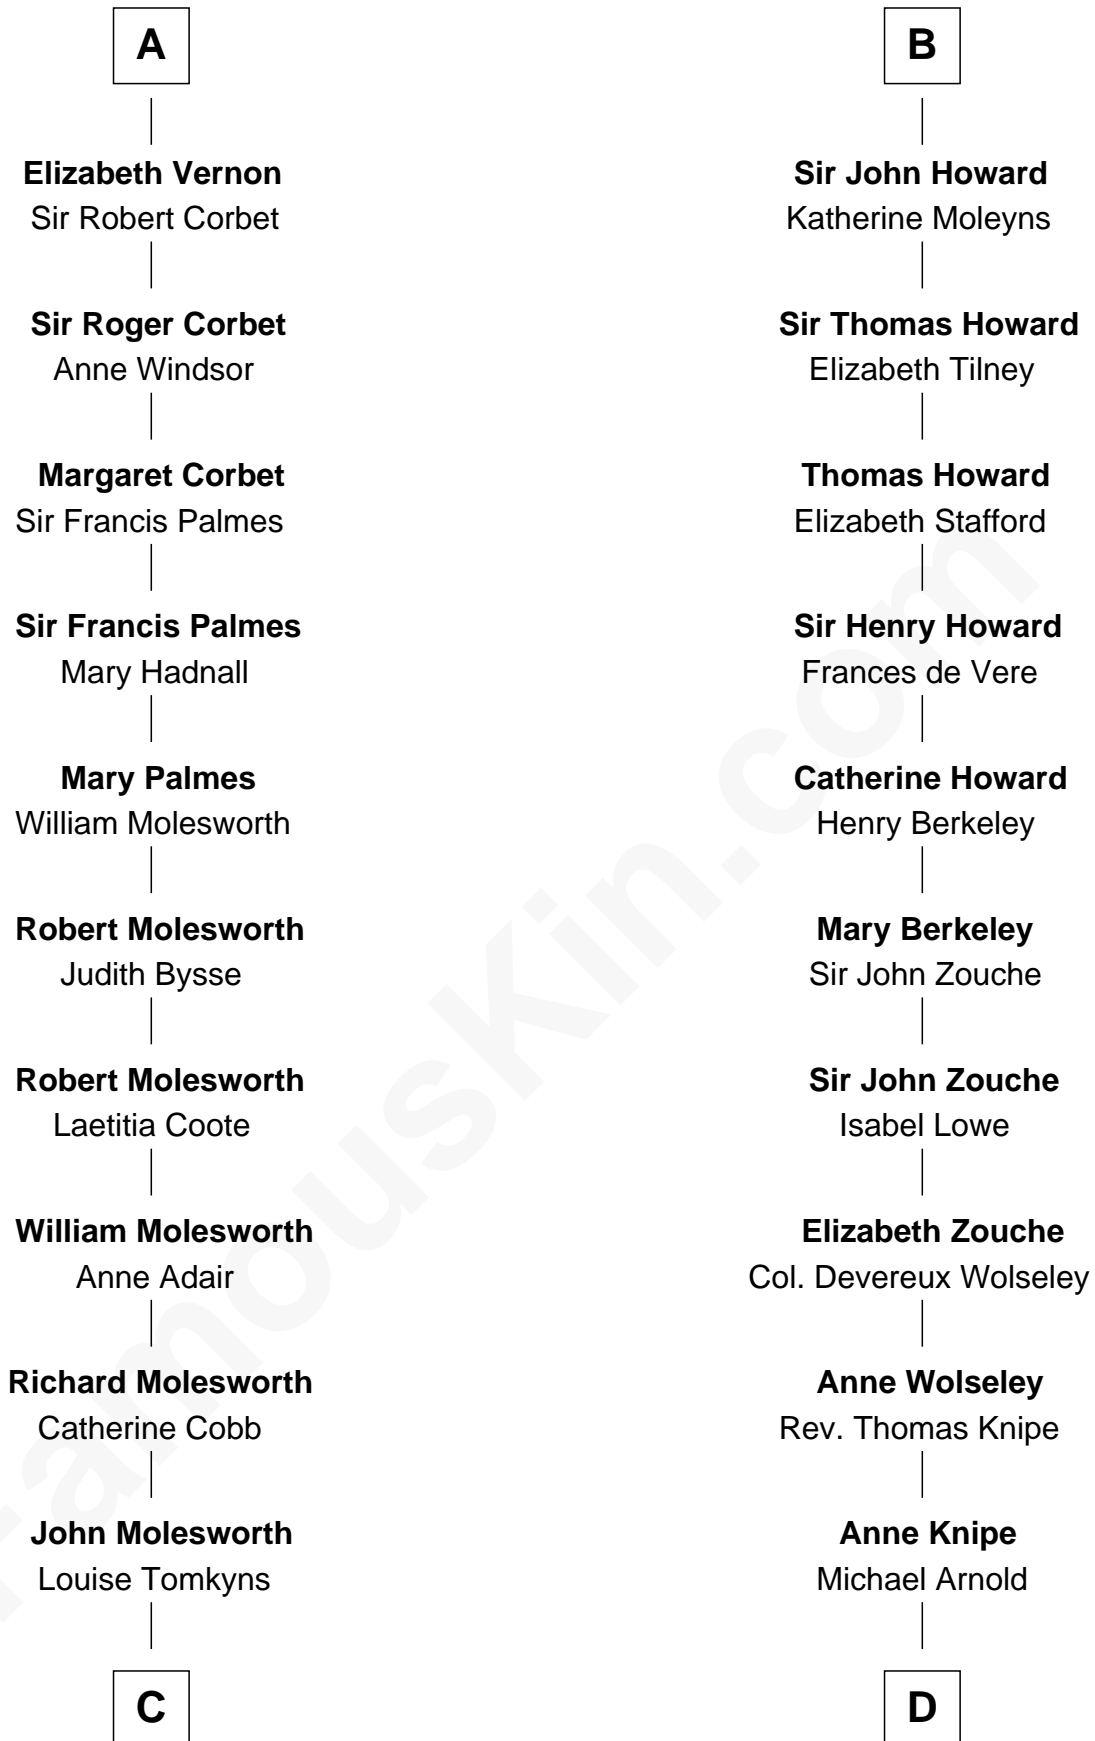 A
Elizabeth Vernon
Sir Robert Corbet
Sir Roger Corbet
Anne Windsor
Margaret Corbet
Sir Francis Palmes
Sir Francis Palmes
Mary Hadnall
Mary Palmes
William Molesworth
Robert Molesworth
Judith Bysse
Robert Molesworth
Laetitia Coote
William Molesworth
Anne Adair
Richard Molesworth
Catherine Cobb
John Molesworth
Louise Tomkyns
C
B
Sir John Howard
Katherine Moleyns
Sir Thomas Howard
Elizabeth Tilney
Thomas Howard
Elizabeth Stafford
Sir Henry Howard
Frances de Vere
Catherine Howard
Henry Berkeley
Mary Berkeley
Sir John Zouche
Sir John Zouche
Isabel Lowe
Elizabeth Zouche
Col. Devereux Wolseley
Anne Wolseley
Rev. Thomas Knipe
Anne Knipe
Michael Arnold
D
FamousKin.com